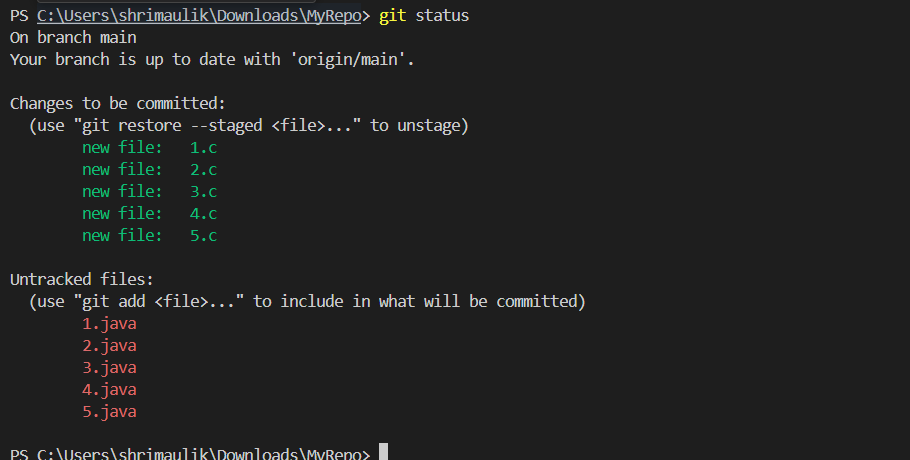 PS C:\Users\shrimaulik\Downloads\MyRepo> git status
On branch main
Your branch is up to date with 'origin/main'.
Changes to be committed:
  (use "git restore --staged <file>..." to unstage)
        new file:   1.c
        new file:   2.c
        new file:   3.c
        new file:   4.c
        new file:   5.c
Untracked files:
  (use "git add <file>..." to include in what will be committed)
        1.java
        2.java
        3.java
        4.java
        5.java
PS C:\Users\shrimaulik\Downloads\MyRepo>